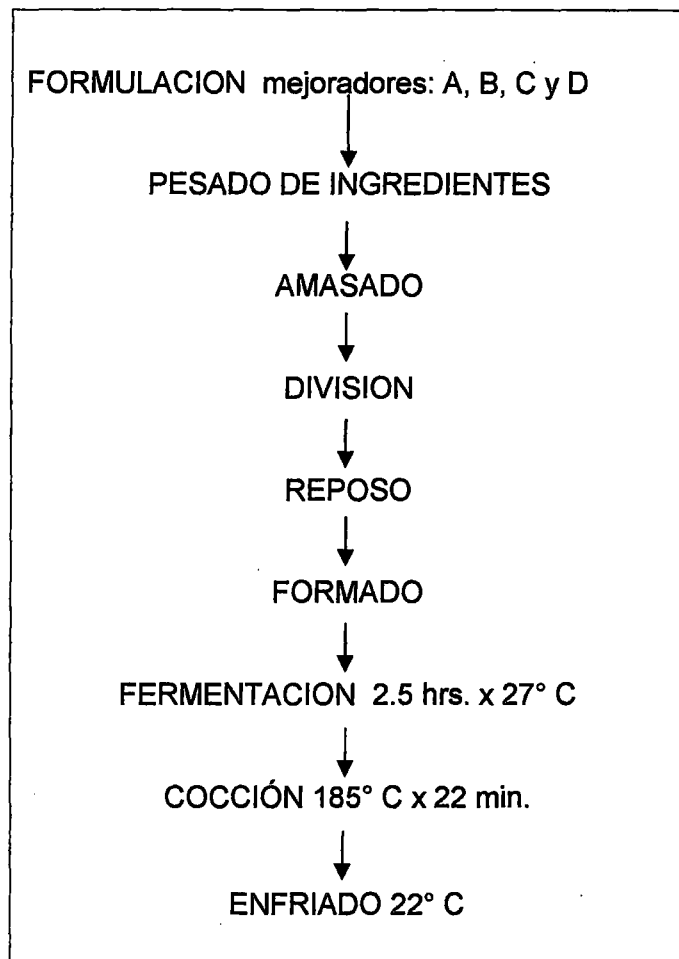 FORMULACION mejoradores: A, B, C y D
PESADO DE INGREDIENTES
AMASADO
DIVISION
REPOSO
FORMADO
FERMENTACION 2.5 hrs. x 27° C
COCCIÓN 185° C x 22 min.
ENFRIADO 22° C